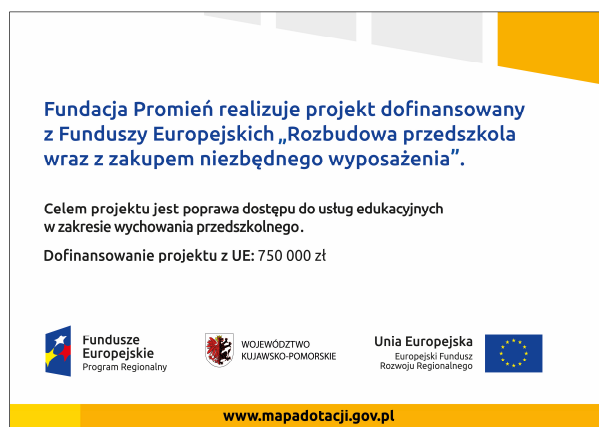 Fundacja Promień realizuje projekt dofinansowany
z Funduszy Europejskich „Rozbudowa przedszkola
wraz z zakupem niezbędnego wyposażenia”.
Celem projektu jest poprawa dostępu do usług edukacyjnych
w zakresie wychowania przedszkolnego.
Dofinansowanie projektu z UE: 750 000 zł
Fundusze
Europejskie
Program Regionalny
WOJEWÓDZTWO
KUJAWSKO-POMORSKIE
Unia Europejska
Europejski Fundusz
Rozwoju Regionalnego
www.mapadotacji.gov.pl